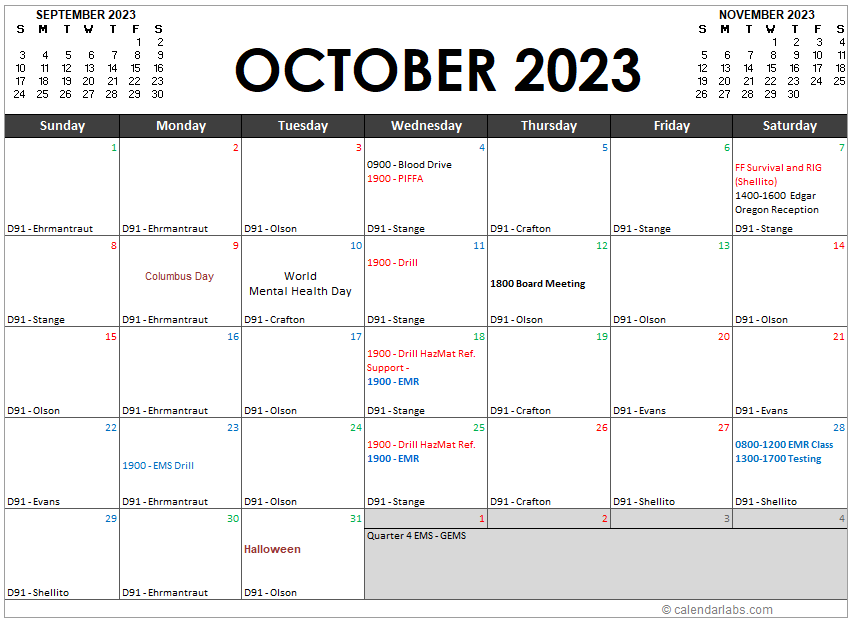 SEPTEMBER 2023
S M T W T F S
1 2
3 4 5 6 7 8 9
10 11 12 13 14 15 16
17 18 19 20 21 22 23
24 25 26 27 28 29 30
OCTOBER 2023
NOVEMBER 2023
S M T W T F S
1 2 3 4
5 6 7 8 9 10 11
12 13 14 15 16 17 18
19 20 21 22 23 24 25
26 27 28 29 30
Sunday Monday Tuesday Wednesday Thursday Friday Saturday
1 2 3 4 5 6 7
0900 - Blood Drive
1900 - PIFFA
FF Survival and RIG
(Shellito)
1400-1600 Edgar
Oregon Reception
D91 - Ehrmantraut D91 - Ehrmantraut D91 - Olson D91 - Stange D91 - Crafton D91 - Stange D91 - Stange
8 9 10 11 12 13 14
Columbus Day
World
Mental Health Day
1900 - Drill
1800 Board Meeting
D91 - Stange D91 - Ehrmantraut D91 - Crafton D91 - Stange D91 - Olson D91 - Olson D91 - Olson
15 16 17 18 19 20 21
1900 - Drill HazMat Ref.
Support -
1900 - EMR
D91 - Olson D91 - Ehrmantraut D91 - Olson D91 - Stange D91 - Crafton D91 - Evans D91 - Evans
22 23 24 25 26 27 28
1900 - EMS Drill
1900 - Drill HazMat Ref.
1900 - EMR
0800-1200 EMR Class
1300-1700 Testing
D91 - Evans D91 - Ehrmantraut D91 - Olson D91 - Stange D91 - Crafton D91 - Shellito D91 - Shellito
29 30 31 1 2 3 4
Halloween
Quarter 4 EMS - GEMS
D91 - Shellito D91 - Ehrmantraut D91 - Olson
© calendarlabs.com